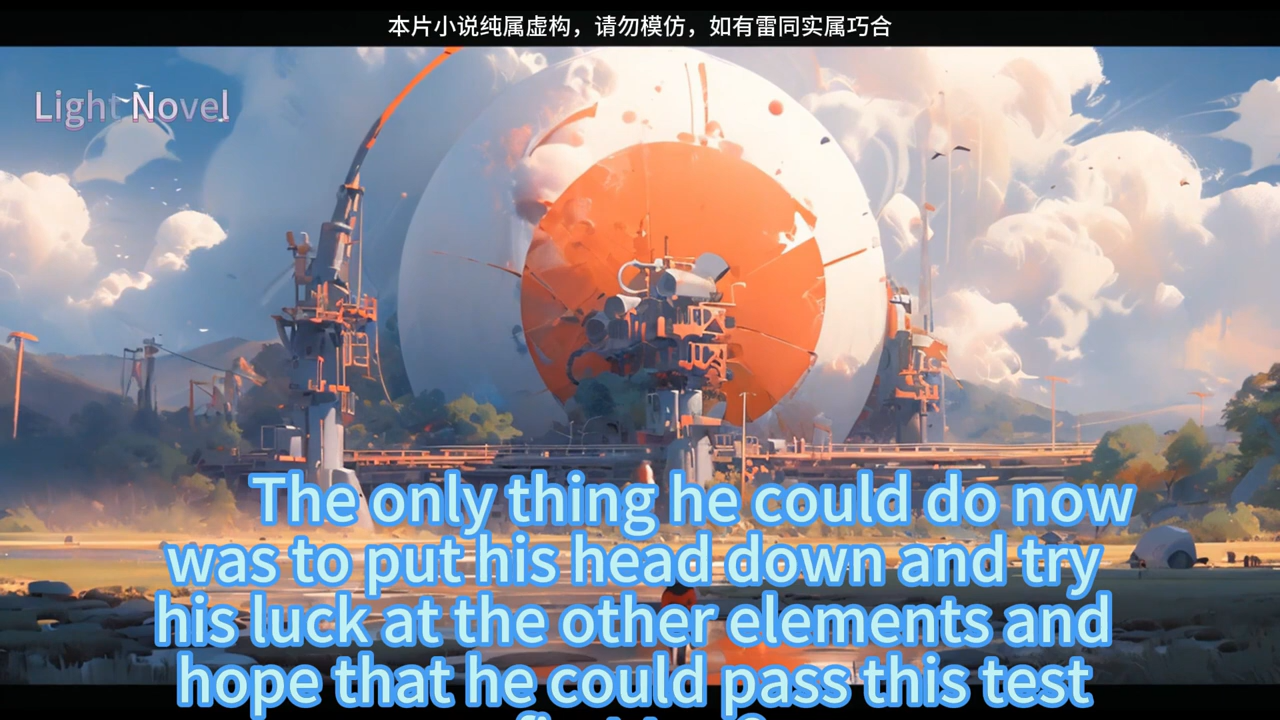 本片小说纯属虚构，请勿模仿，如有雷同实属巧合
Light Novel
The only thing he could do now
was to put his head down and try
his luck at the other elements and
hope that he could pass this test